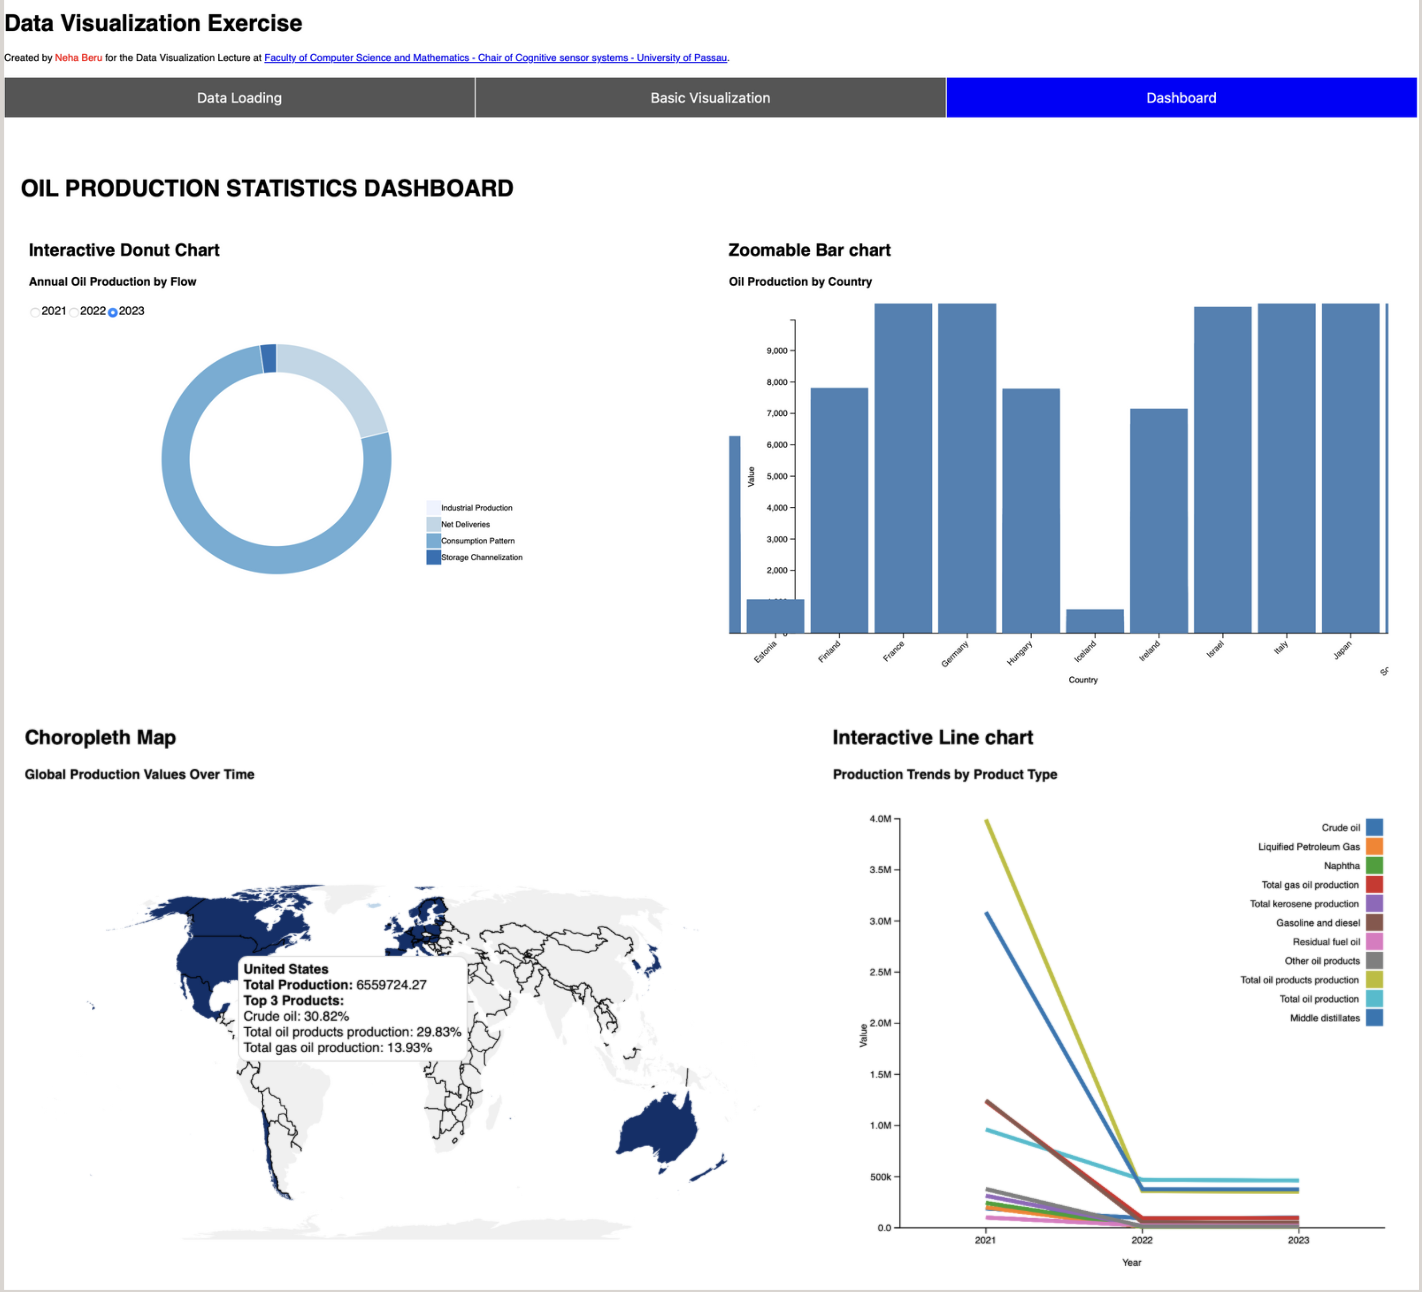 Data Visualization Exercise
Created by Neha Beru for the Data Visualization Lecture at Faculty of Computer Science and Mathematics - Chair of Cognitive sensor systems - University of Passau.
Data Loading
Basic Visualization
Dashboard
OIL PRODUCTION STATISTICS DASHBOARD
Interactive Donut Chart
Annual Oil Production by Flow
2021 2022 2023
Industrial Production
Net Deliveries
Consumption Pattern
Storage Channelization
Zoomable Bar chart
Oil Production by Country
9,000
8,000
7,000
6,000
5,000
4,000
3,000
2,000
Value
Estonia
Finland
France
Germany
Hungary
Iceland
Ireland
Israel
Italy
Japan
Country
Choropleth Map
Global Production Values Over Time
United States
Total Production: 6559724.27
Top 3 Products:
Crude oil: 30.82%
Total oil products production: 29.83%
Total gas oil production: 13.93%
Interactive Line chart
Production Trends by Product Type
4.0M
3.5M
3.0M
2.5M
2.0M
1.5M
1.0M
500k
0.0
Value
2021
2022
2023
Year
Crude oil
Liquified Petroleum Gas
Naphtha
Total gas oil production
Total kerosene production
Gasoline and diesel
Residual fuel oil
Other oil products
Total oil products production
Total oil production
Middle distillates